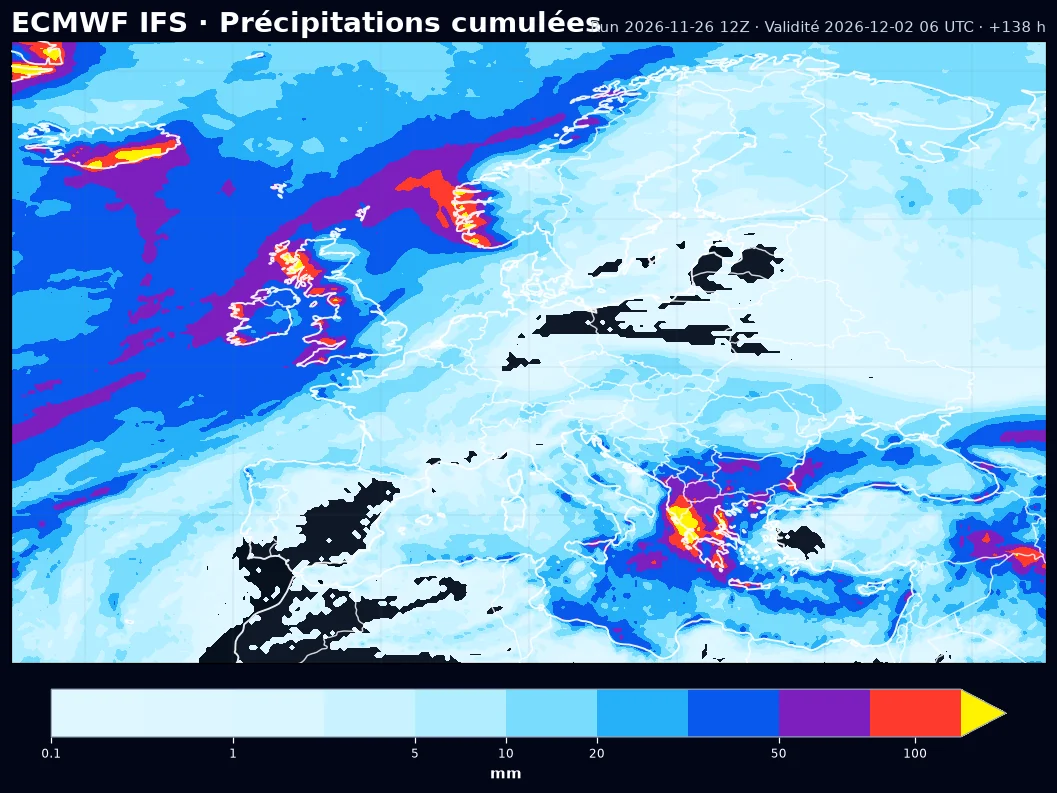 ECMWF IFS · Précipitations cumulées
Run 2026-11-26 12Z · Validité 2026-12-02 06 UTC · +138 h
0.1 1 5 10 20 50 100
mm